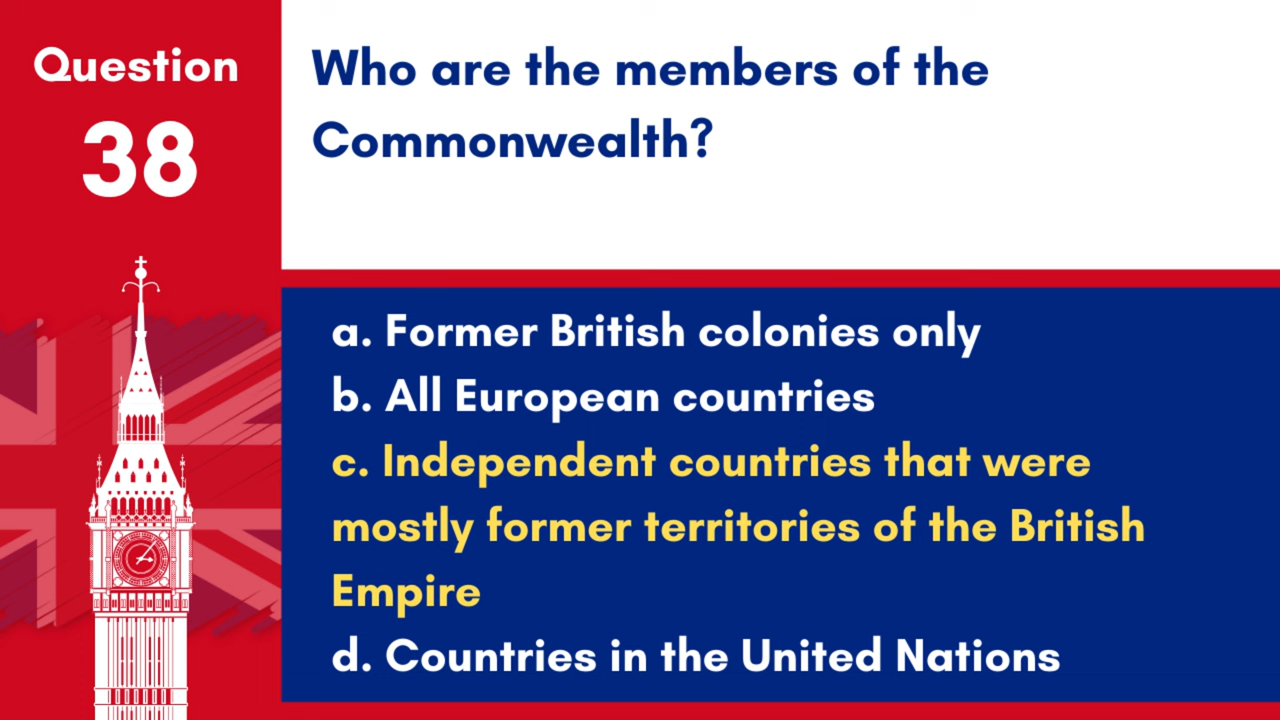 Question
38
Who are the members of the
Commonwealth?
a. Former British colonies only
b. All European countries
c. Independent countries that were
mostly former territories of the British
Empire
d. Countries in the United Nations